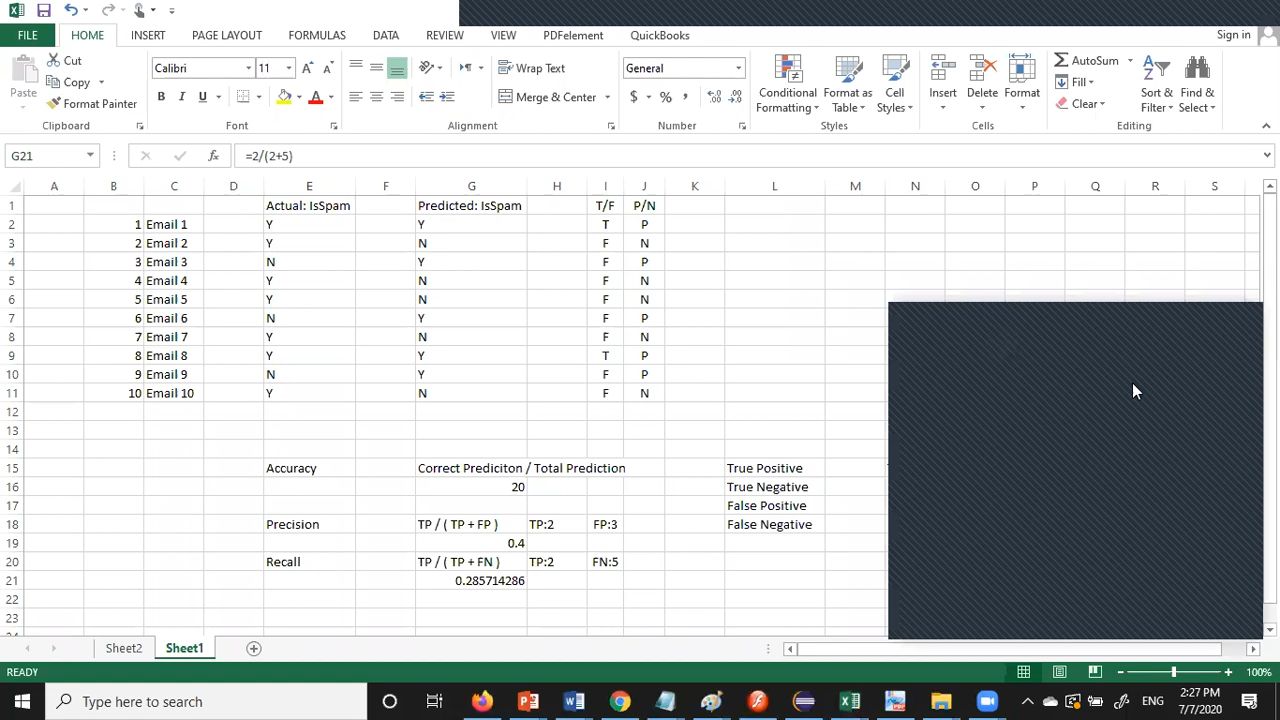 FILE HOME INSERT PAGE LAYOUT FORMULAS DATA REVIEW VIEW PDFelement QuickBooks Sign in
Cut Calibri 11 Wrap Text General AutoSum
Paste Copy Conditional Format as Cell Insert Delete Format Fill Sort & Find &
Format Painter B I U A Merge & Center $ % , Formatting Table Styles Clear Filter Select
Clipboard Font Alignment Number Styles Cells Editing
G21 fx =2/(2+5)
A B C D E F G H I J K L M N O P Q R S
1 Actual: IsSpam Predicted: IsSpam T/F P/N
2 1 Email 1 Y Y T P
3 2 Email 2 Y N F N
4 3 Email 3 N Y F P
5 4 Email 4 Y N F N
6 5 Email 5 Y N F N
7 6 Email 6 N Y F P
8 7 Email 7 Y N F N
9 8 Email 8 Y Y T P
10 9 Email 9 N Y F P
11 10 Email 10 Y N F N
12
13
14
15 Accuracy Correct Prediciton / Total Prediction True Positive
16 20 True Negative
17 False Positive
18 Precision TP / ( TP + FP ) TP:2 FP:3 False Negative
19 0.4
20 Recall TP / ( TP + FN ) TP:2 FN:5
21 0.285714286
22
23
Sheet2 Sheet1
READY 100%
Type here to search ENG 2:27 PM
7/7/2020